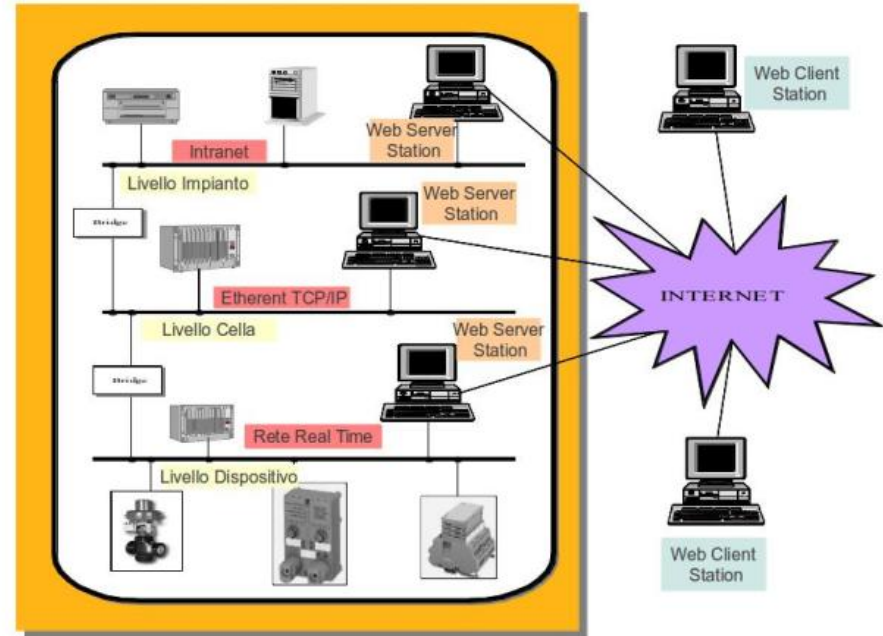 Web Client
Station
Web Server
Station
Intranet
Livello Impianto
Web Server
Station
Bridge
INTERNET
Etherent TCP/IP
Livello Cella
Web Server
Station
Bridge
Rete Real Time
Livello Dispositivo
Web Client
Station